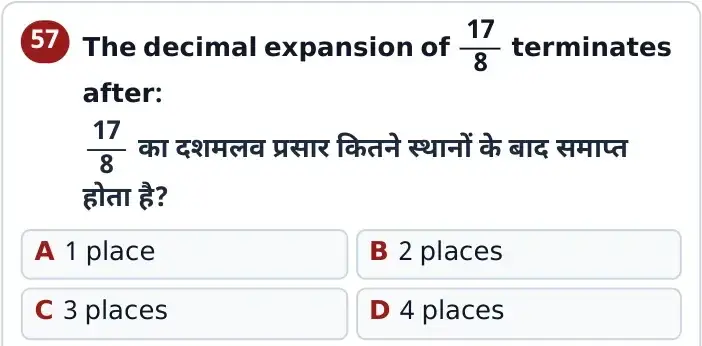 57 The decimal expansion of 17/8 terminates
after:
17/8 का दशमलव प्रसार कितने स्थानों के बाद समाप्त
होता है?
A 1 place B 2 places
C 3 places D 4 places